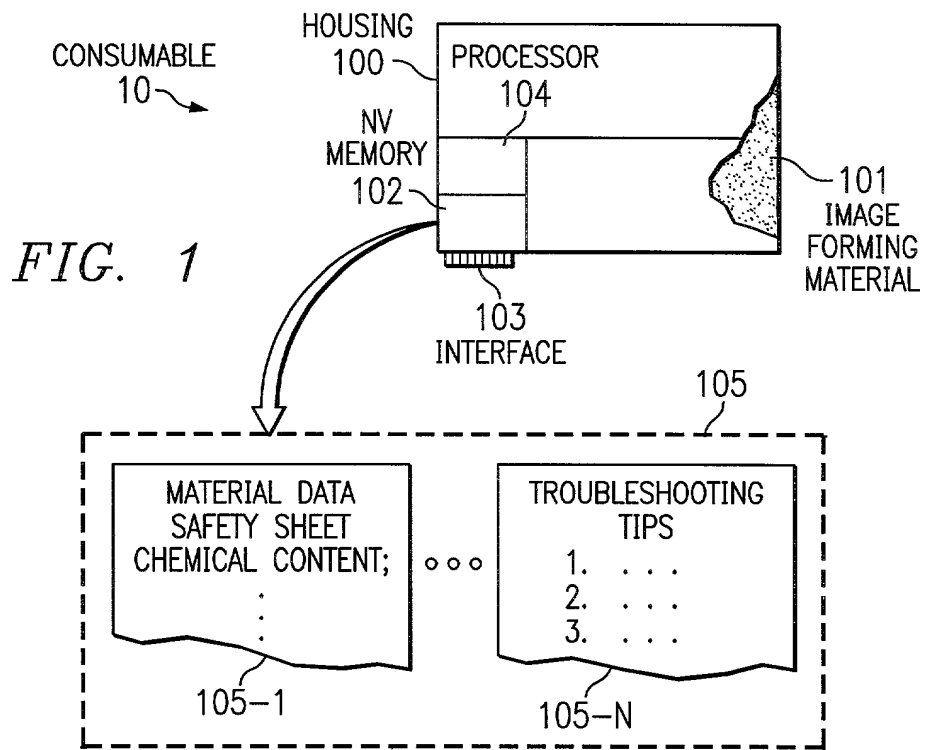 CONSUMABLE
10
HOUSING
100
PROCESSOR
104
NV
MEMORY
102
101
IMAGE
FORMING
MATERIAL
FIG. 1
103
INTERFACE
105
MATERIAL DATA
SAFETY SHEET
CHEMICAL CONTENT;
.
.
.
105-1
TROUBLESHOOTING
TIPS
1. . . .
2. . . .
3. . . .
105-N